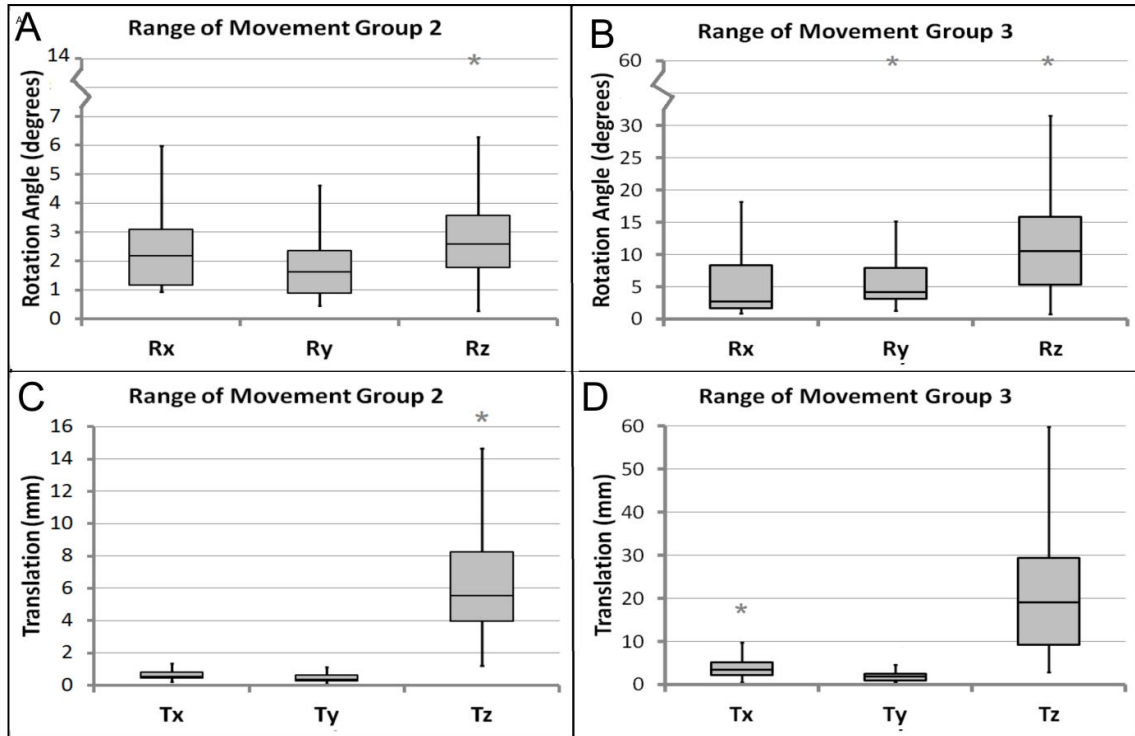 A
A
Range of Movement Group 2
Rotation Angle (degrees)
14
7
6
5
4
3
2
1
0
*
Rx
Ry
Rz
B
Range of Movement Group 3
Rotation Angle (degrees)
60
30
25
20
15
10
5
0
*
*
Rx
Ry
Rz
C
Range of Movement Group 2
Translation (mm)
16
14
12
10
8
6
4
2
0
*
Tx
Ty
Tz
D
Range of Movement Group 3
Translation (mm)
60
50
40
30
20
10
0
*
Tx
Ty
Tz